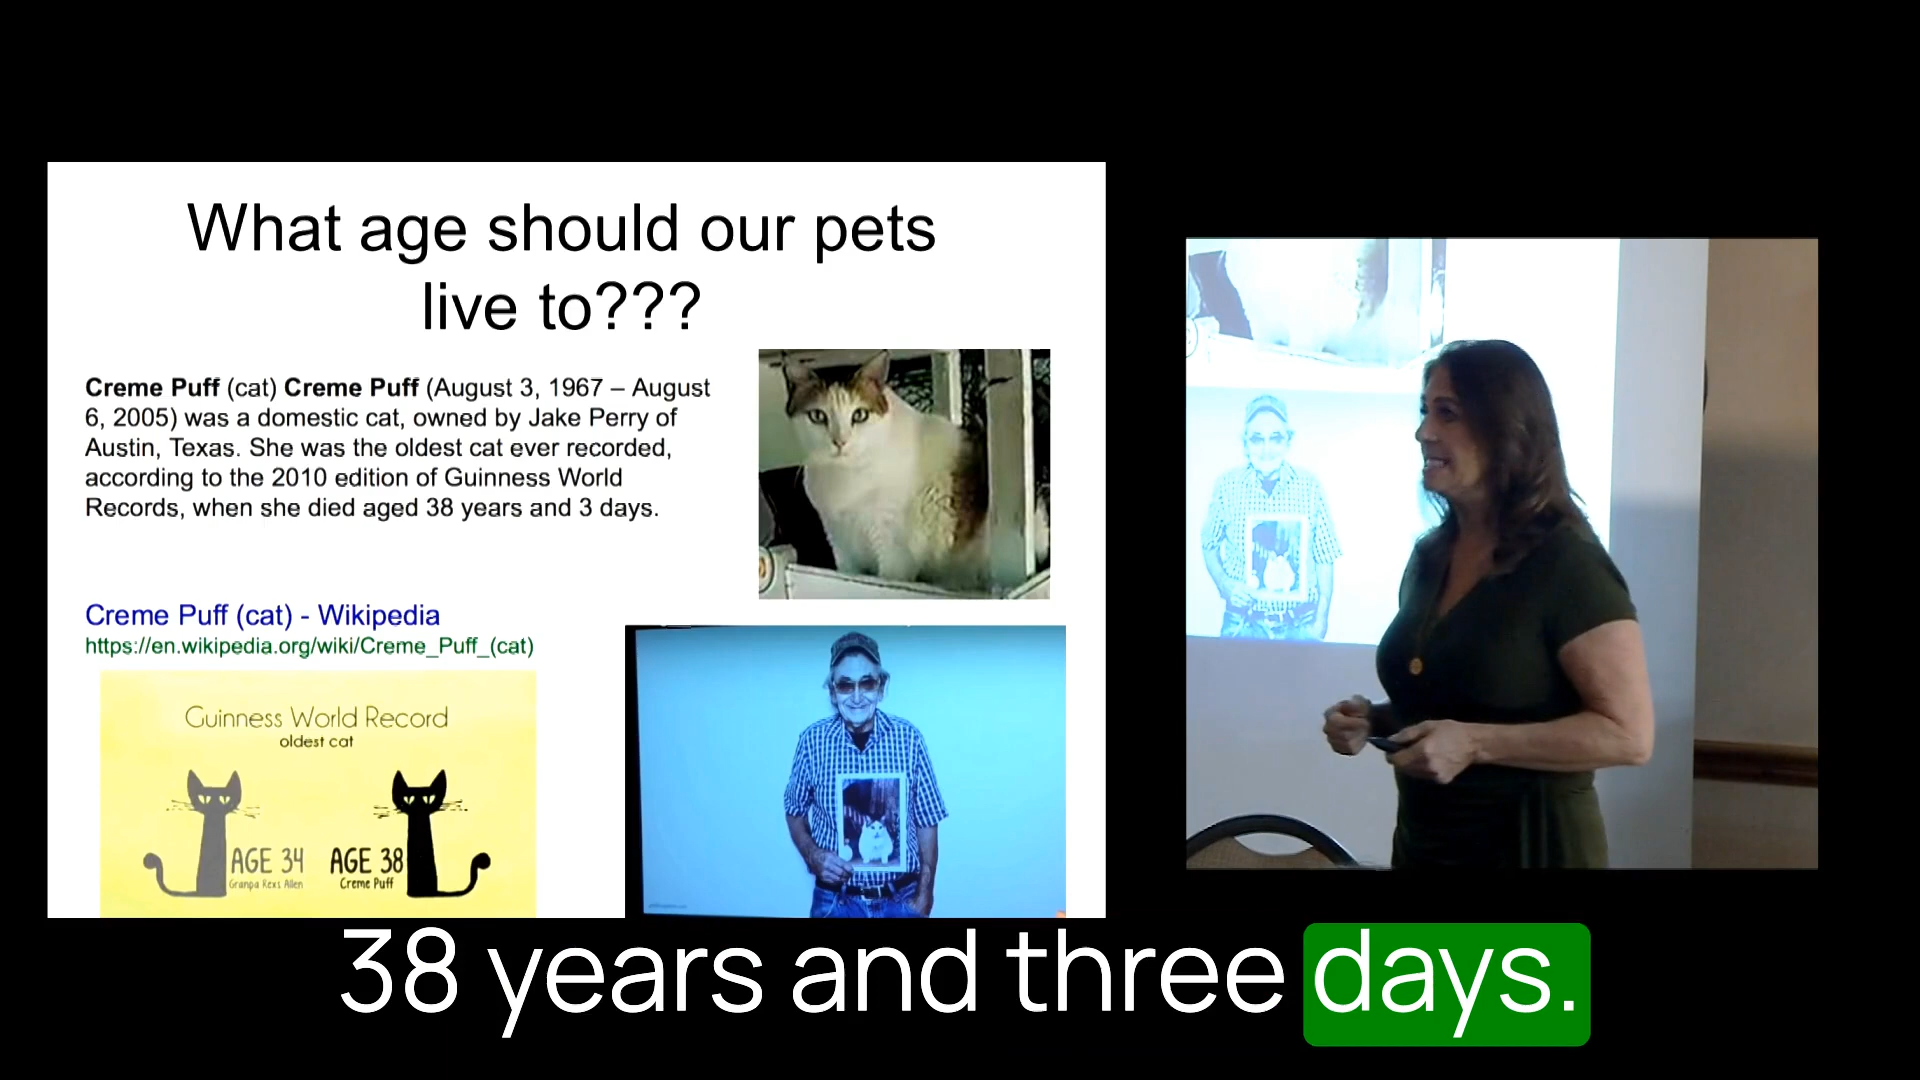 What age should our pets
live to???
Creme Puff (cat) Creme Puff (August 3, 1967 – August
6, 2005) was a domestic cat, owned by Jake Perry of
Austin, Texas. She was the oldest cat ever recorded,
according to the 2010 edition of Guinness World
Records, when she died aged 38 years and 3 days.
Creme Puff (cat) - Wikipedia
https://en.wikipedia.org/wiki/Creme_Puff_(cat)
Guinness World Record
oldest cat
AGE 34
Granpa Rexs Allen
AGE 38
Creme Puff
38 years and three days.